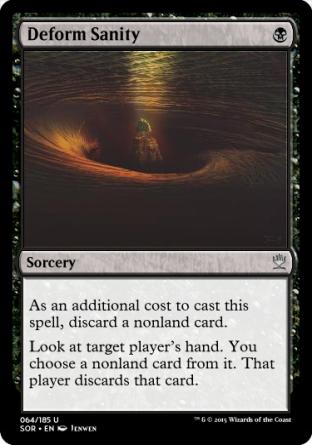 Deform Sanity
Sorcery
As an additional cost to cast this
spell, discard a nonland card.
Look at target player's hand. You
choose a nonland card from it. That
player discards that card.
064/185 U
SOR • EN JENWEN
™ & © 2015 Wizards of the Coast